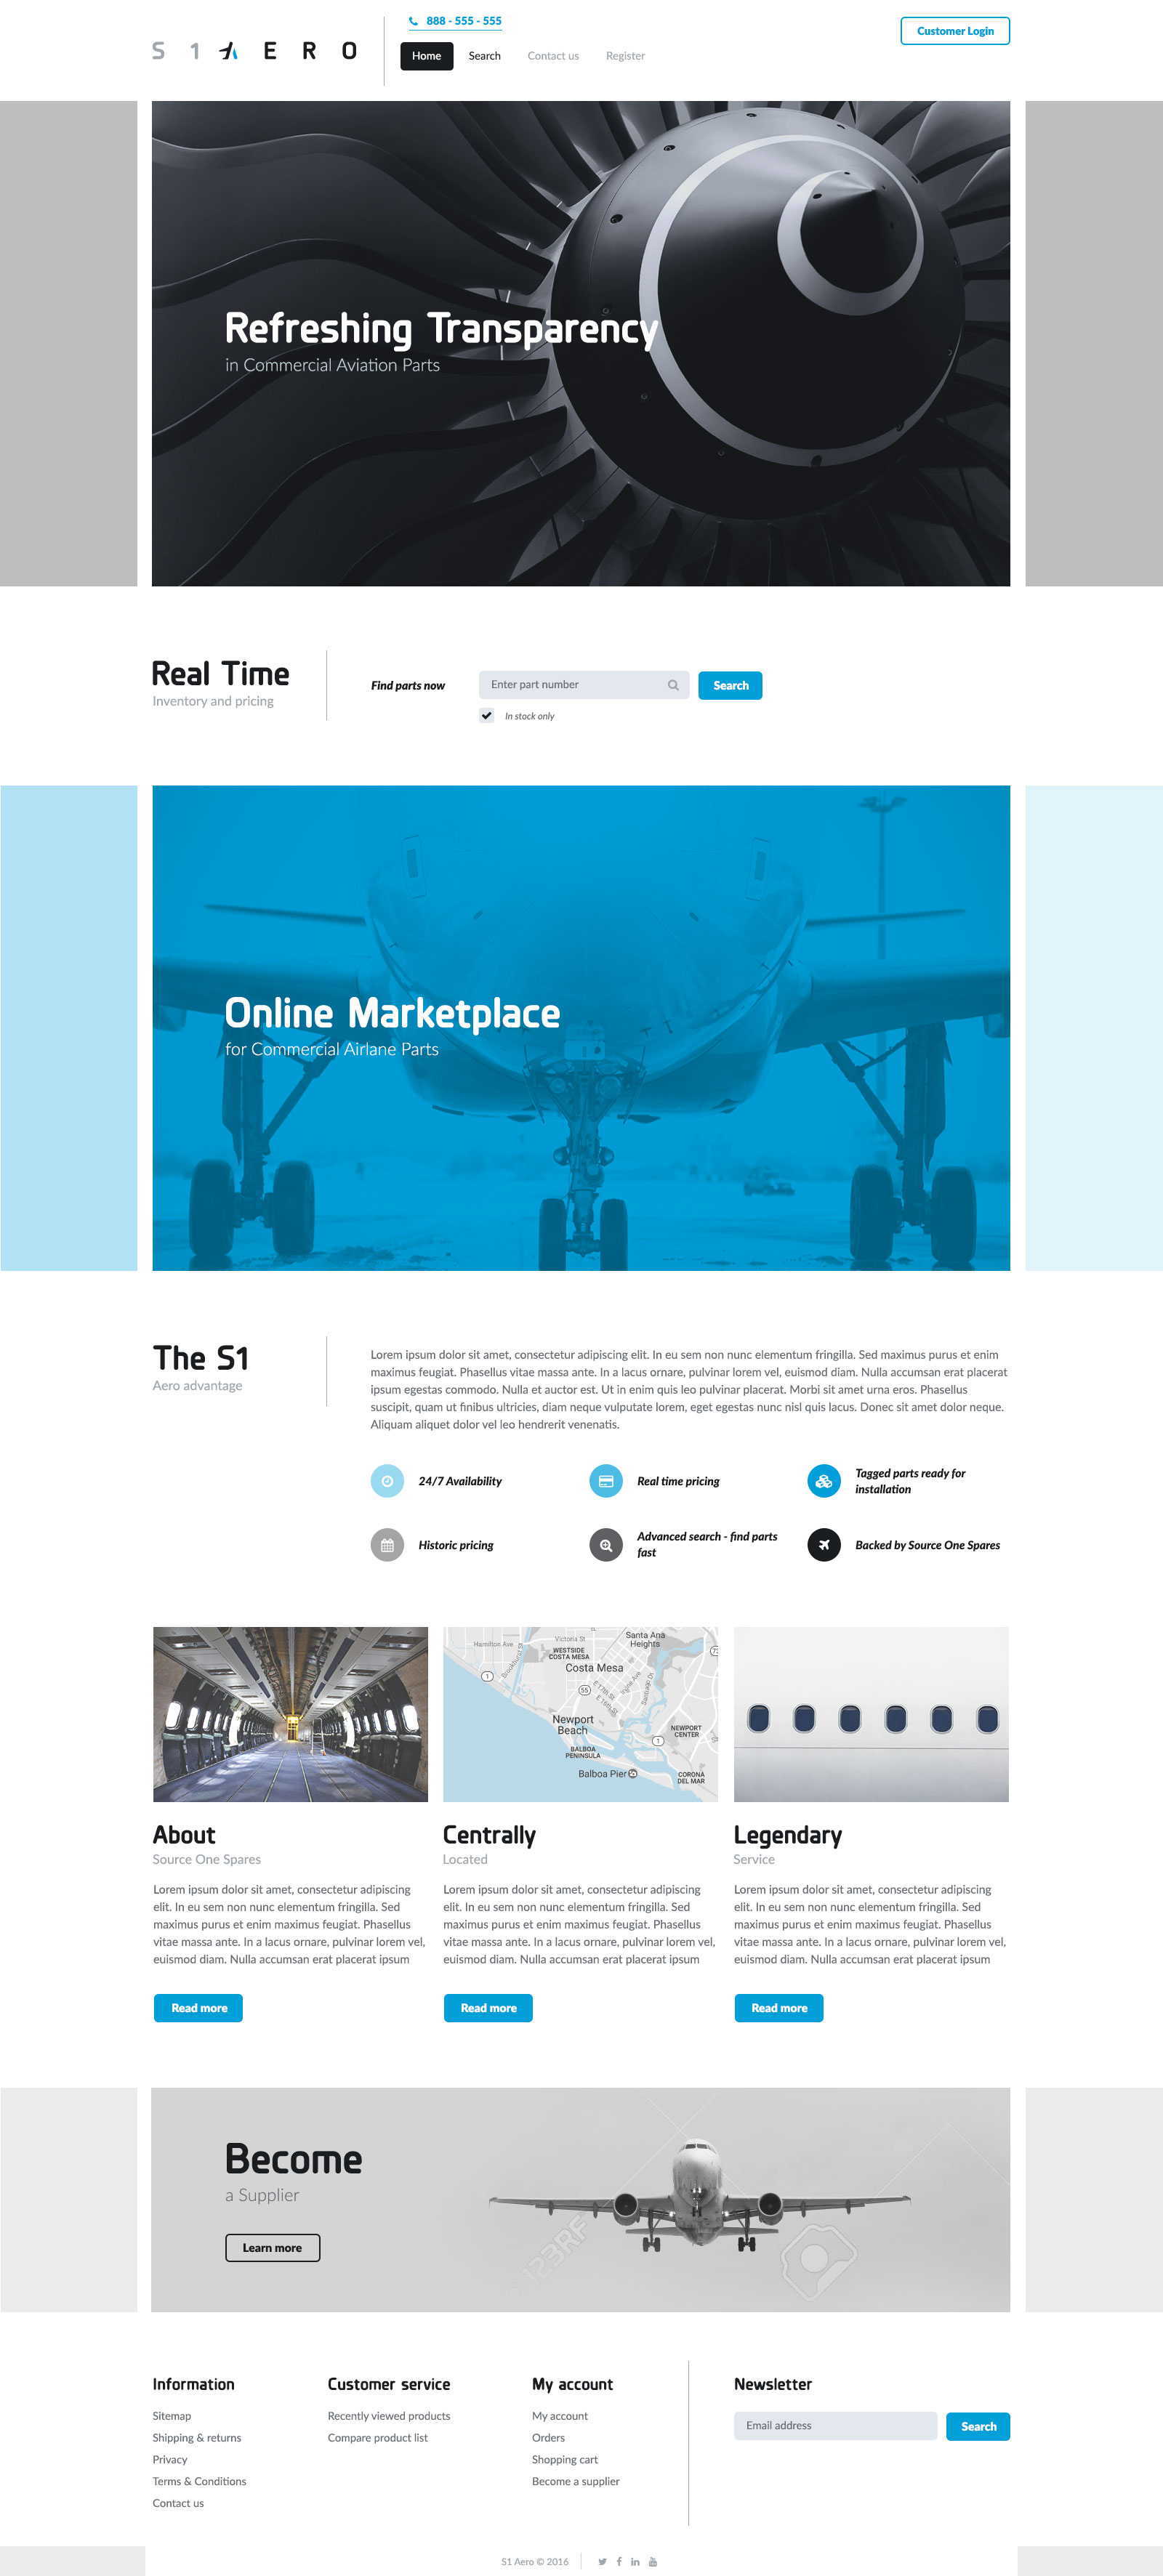 S 1 A E R O
888 - 555 - 555
Home
Search
Contact us
Register
Customer Login
Refreshing Transparency
in Commercial Aviation Parts
Real Time
Inventory and pricing
Find parts now
Enter part number
Search
In stock only
Online Marketplace
for Commercial Airlane Parts
The S1
Aero advantage
Lorem ipsum dolor sit amet, consectetur adipiscing elit. In eu sem non nunc elementum fringilla. Sed maximus purus et enim
maximus feugiat. Phasellus vitae massa ante. In a lacus ornare, pulvinar lorem vel, euismod diam. Nulla accumsan erat placerat
ipsum egestas commodo. Nulla et auctor est. Ut in enim quis leo pulvinar placerat. Morbi sit amet urna eros. Phasellus
suscipit, quam ut finibus ultricies, diam neque vulputate lorem, eget egestas nunc nisl quis lacus. Donec sit amet dolor neque.
Aliquam aliquet dolor vel leo hendrerit venenatis.
24/7 Availability
Real time pricing
Tagged parts ready for
installation
Historic pricing
Advanced search - find parts
fast
Backed by Source One Spares
Hamilton Ave
Brookhurst St
Victoria St
WESTSIDE
COSTA MESA
Santa Ana
Heights
Costa Mesa
1
55
E 17th St
E 16th St
Irvine Ave
Santiago Dr
73
Newport
Beach
NEWPORT
CENTER
1
BALBOA
PENINSULA
Balboa Pier
CORONA
DEL MAR
About
Source One Spares
Lorem ipsum dolor sit amet, consectetur adipiscing
elit. In eu sem non nunc elementum fringilla. Sed
maximus purus et enim maximus feugiat. Phasellus
vitae massa ante. In a lacus ornare, pulvinar lorem vel,
euismod diam. Nulla accumsan erat placerat ipsum
Read more
Centrally
Located
Lorem ipsum dolor sit amet, consectetur adipiscing
elit. In eu sem non nunc elementum fringilla. Sed
maximus purus et enim maximus feugiat. Phasellus
vitae massa ante. In a lacus ornare, pulvinar lorem vel,
euismod diam. Nulla accumsan erat placerat ipsum
Read more
Legendary
Service
Lorem ipsum dolor sit amet, consectetur adipiscing
elit. In eu sem non nunc elementum fringilla. Sed
maximus purus et enim maximus feugiat. Phasellus
vitae massa ante. In a lacus ornare, pulvinar lorem vel,
euismod diam. Nulla accumsan erat placerat ipsum
Read more
Become
a Supplier
Learn more
123RF
Information
Sitemap
Shipping & returns
Privacy
Terms & Conditions
Contact us
Customer service
Recently viewed products
Compare product list
My account
My account
Orders
Shopping cart
Become a supplier
Newsletter
Email address
Search
S1 Aero © 2016